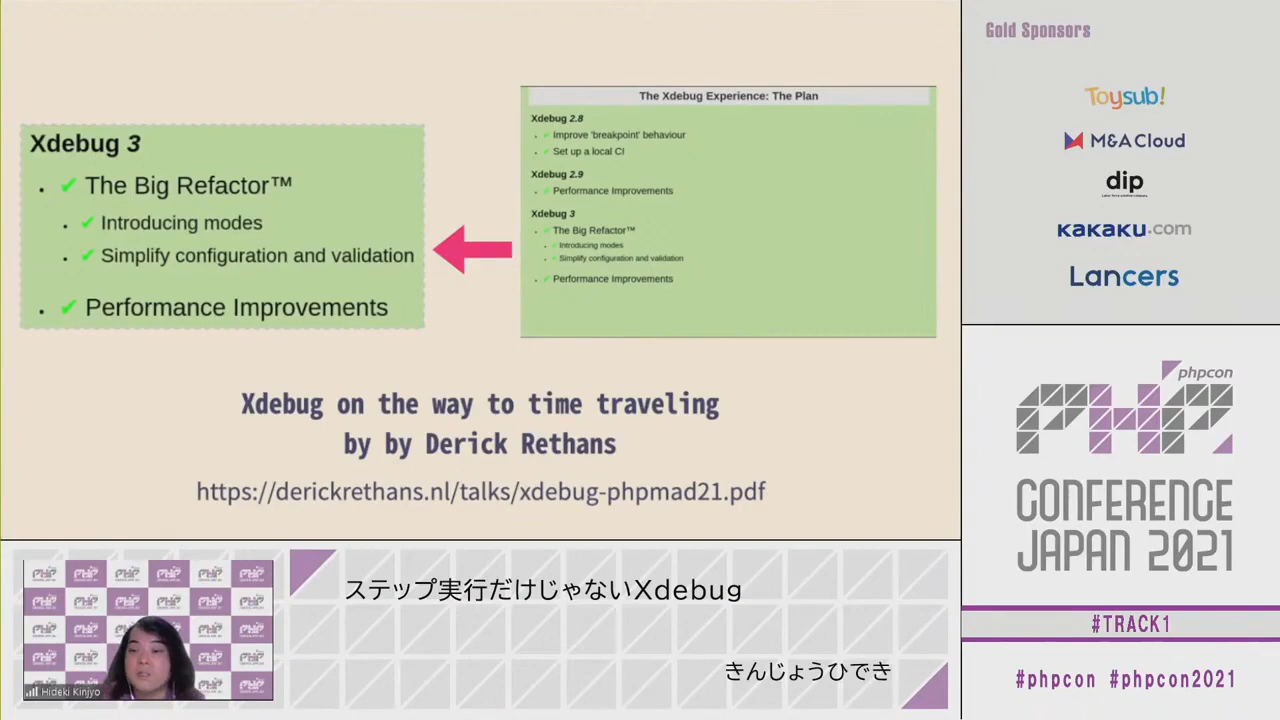 Xdebug 3
✔ The Big Refactor™
✔ Introducing modes
✔ Simplify configuration and validation
✔ Performance Improvements
The Xdebug Experience: The Plan
Xdebug 2.8
✔ Improve 'breakpoint' behaviour
✔ Set up a local CI
Xdebug 2.9
✔ Performance Improvements
Xdebug 3
✔ The Big Refactor™
✔ Introducing modes
✔ Simplify configuration and validation
✔ Performance Improvements
Xdebug on the way to time traveling
by by Derick Rethans
https://derickrethans.nl/talks/xdebug-phpmad21.pdf
ステップ実行だけじゃないXdebug
きんじょうひでき
Hideki Kinjyo
Gold Sponsors
Toysub!
M&A Cloud
dip
kakaku.com
Lancers
phpcon
PHP
CONFERENCE
JAPAN 2021
#TRACK1
#phpcon #phpcon2021